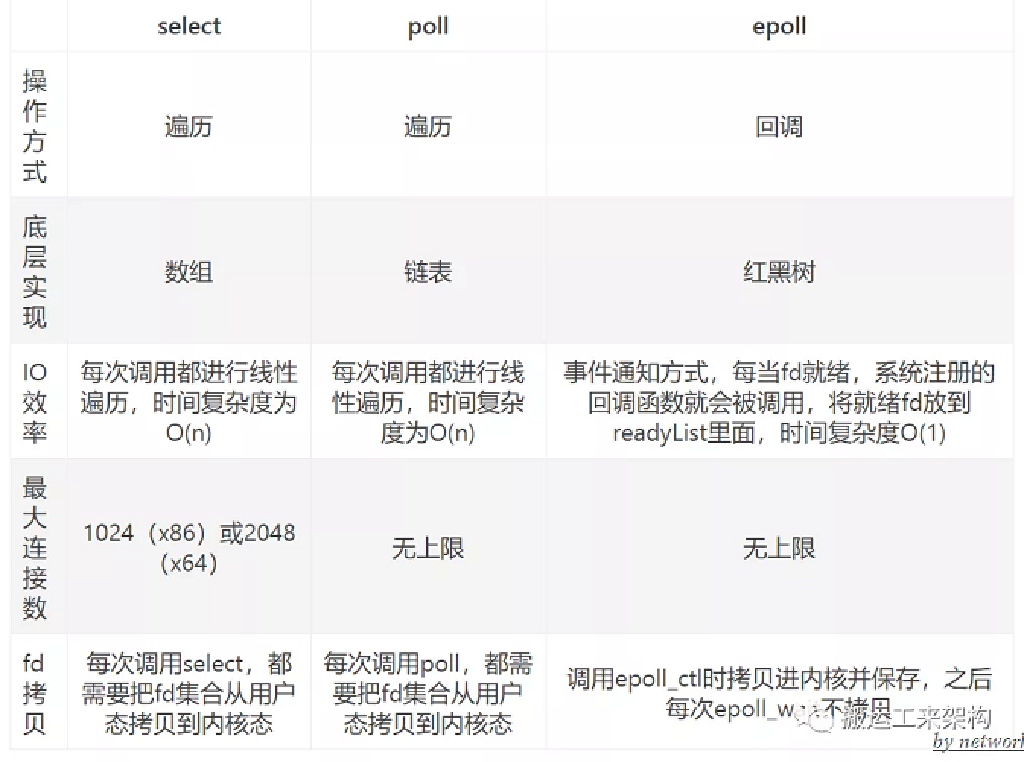 select poll epoll
操作方式
遍历 遍历 回调
底层实现
数组 链表 红黑树
IO效率
每次调用都进行线性
遍历，时间复杂度为
O(n)
每次调用都进行线
性遍历，时间复杂
度为O(n)
事件通知方式，每当fd就绪，系统注册的
回调函数就会被调用，将就绪fd放到
readyList里面，时间复杂度O(1)
最大连接数
1024（x86）或2048
（x64）
无上限
无上限
fd拷贝
每次调用select，都
需要把fd集合从用户
态拷贝到内核态
每次调用poll，都需
要把fd集合从用户
态拷贝到内核态
调用epoll_ctl时拷贝进内核并保存，之后
每次epoll_w 不拷贝
搬运工来架构
by network